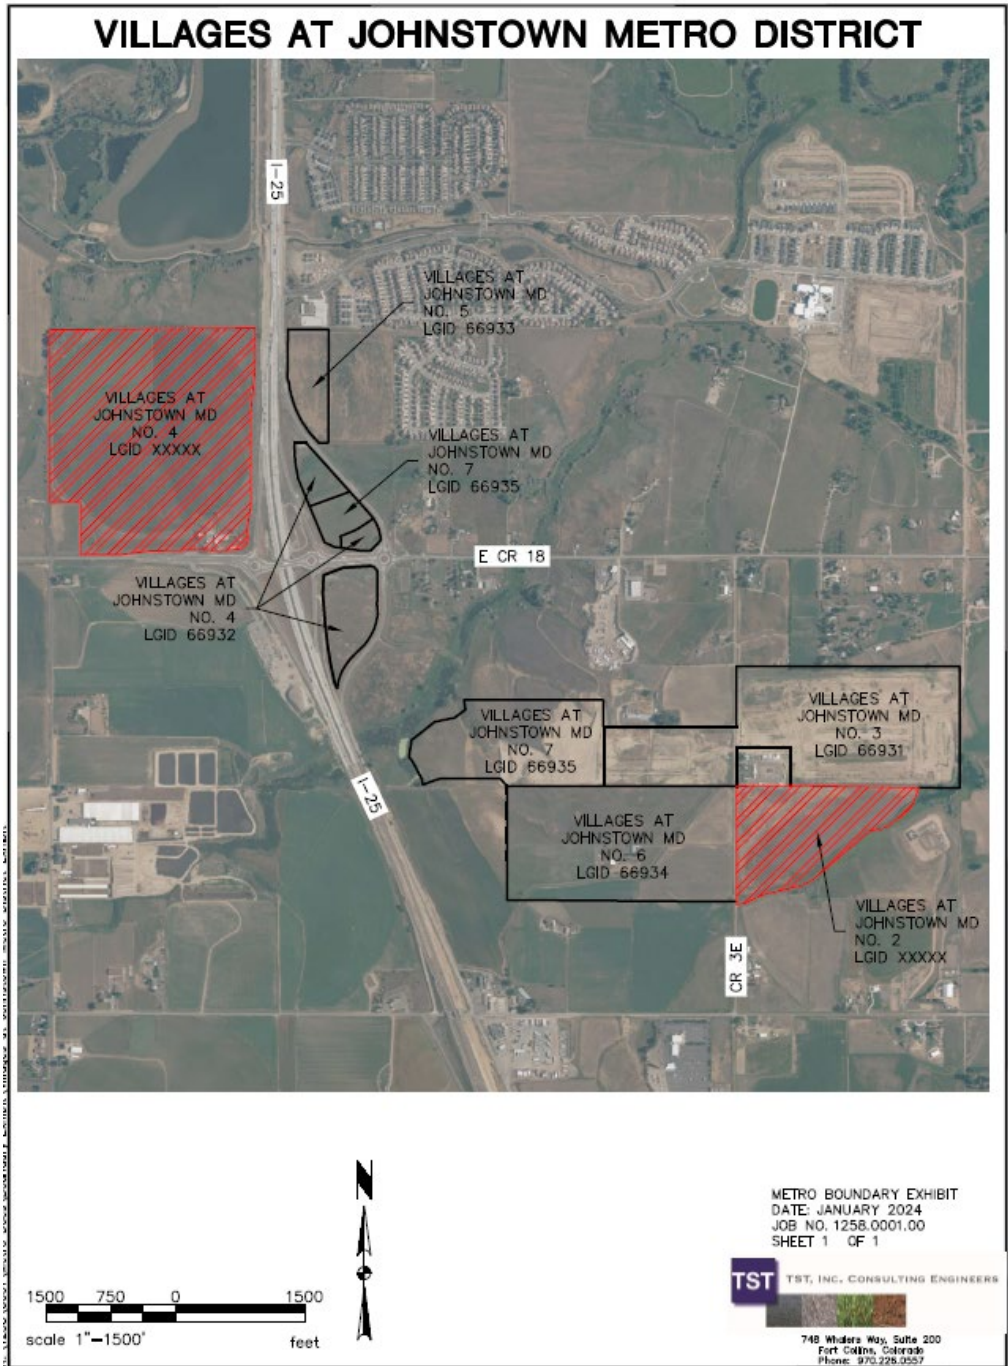 VILLAGES AT JOHNSTOWN METRO DISTRICT
I-25
VILLAGES AT
JOHNSTOWN MD
NO. 5
LGID 66933
VILLAGES AT
JOHNSTOWN MD
NO. 4
LGID XXXXX
VILLAGES AT
JOHNSTOWN MD
NO. 7
LGID 66935
E CR 18
VILLAGES AT
JOHNSTOWN MD
NO. 4
LGID 66932
VILLAGES AT
JOHNSTOWN MD
NO. 3
LGID 66931
VILLAGES AT
JOHNSTOWN MD
NO. 7
LGID 66935
I-25
VILLAGES AT
JOHNSTOWN MD
NO. 6
LGID 66934
VILLAGES AT
JOHNSTOWN MD
NO. 2
LGID XXXXX
CR 3E
N
METRO BOUNDARY EXHIBIT
DATE: JANUARY 2024
JOB NO. 1258.0001.00
SHEET 1 OF 1
TST TST, INC. CONSULTING ENGINEERS
748 Whalers Way, Suite 200
Fort Collins, Colorado
Phone: 970.226.0557
1500 750 0 1500
scale 1"-1500' feet